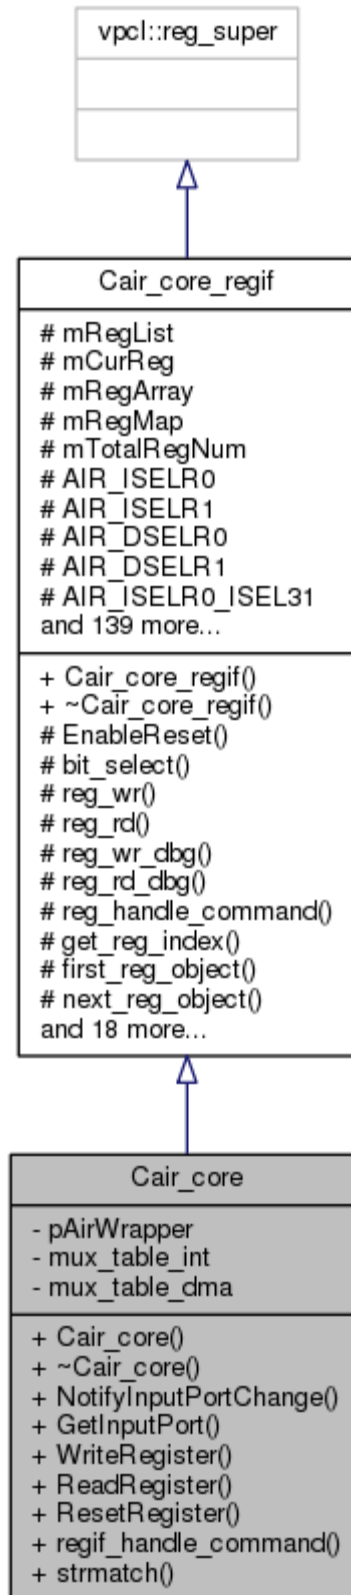 vpcl::reg_super
Cair_core_regif
# mRegList
# mCurReg
# mRegArray
# mRegMap
# mTotalRegNum
# AIR_ISELR0
# AIR_ISELR1
# AIR_DSELR0
# AIR_DSELR1
# AIR_ISELR0_ISEL31
and 139 more...
+ Cair_core_regif()
+ ~Cair_core_regif()
# EnableReset()
# bit_select()
# reg_wr()
# reg_rd()
# reg_wr_dbg()
# reg_rd_dbg()
# reg_handle_command()
# get_reg_index()
# first_reg_object()
# next_reg_object()
and 18 more...
Cair_core
- pAirWrapper
- mux_table_int
- mux_table_dma
+ Cair_core()
+ ~Cair_core()
+ NotifyInputPortChange()
+ GetInputPort()
+ WriteRegister()
+ ReadRegister()
+ ResetRegister()
+ regif_handle_command()
+ strmatch()